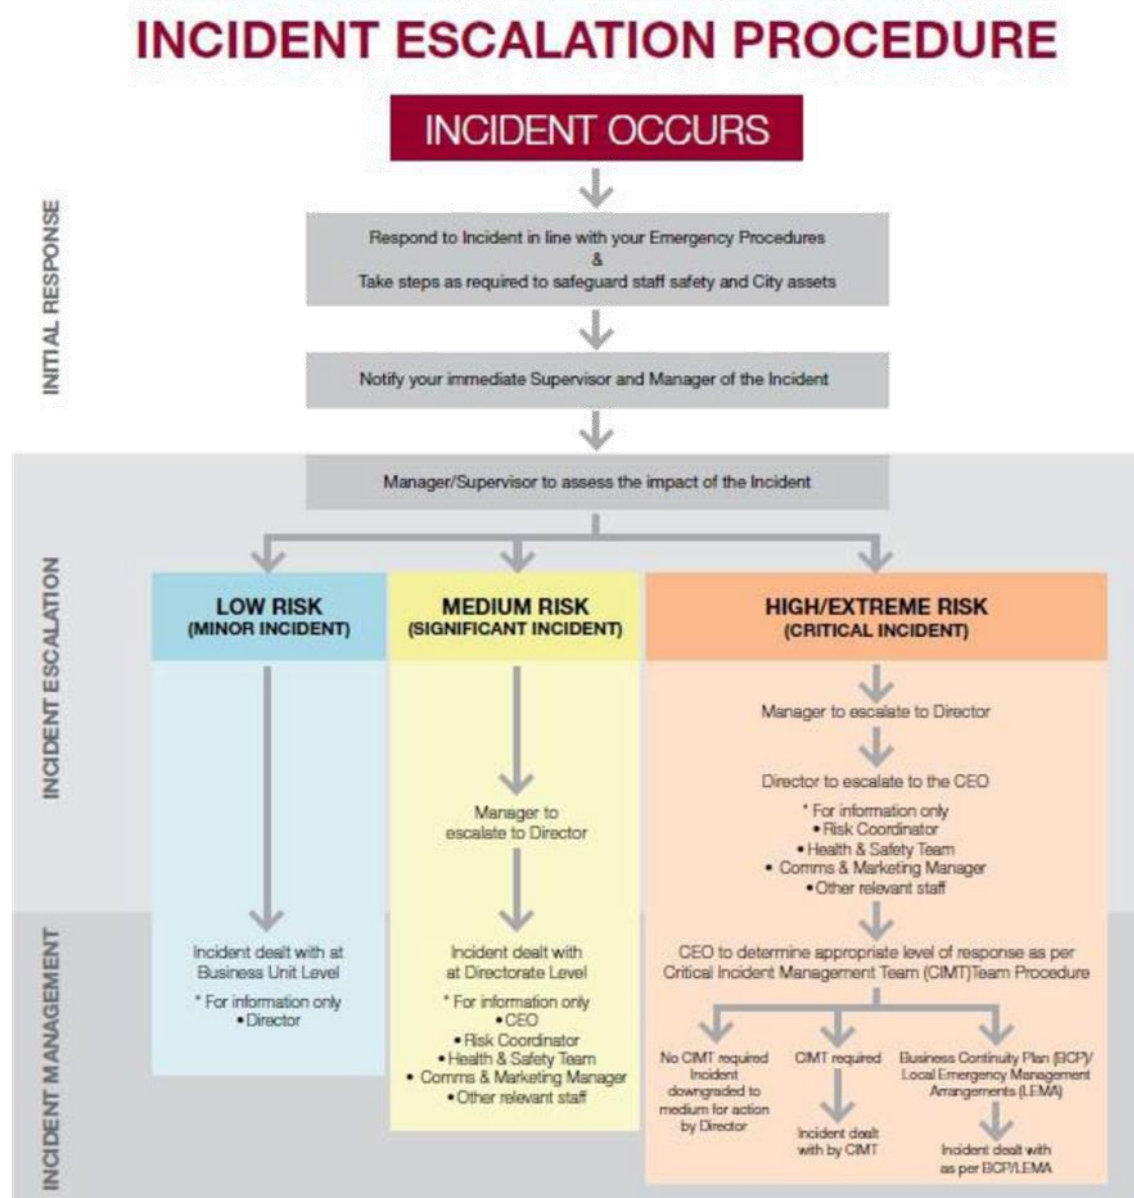 INCIDENT ESCALATION PROCEDURE
INCIDENT OCCURS
INITIAL RESPONSE
Respond to Incident in line with your Emergency Procedures
&
Take steps as required to safeguard staff safety and City assets
Notify your immediate Supervisor and Manager of the Incident
INCIDENT ESCALATION
Manager/Supervisor to assess the impact of the Incident
LOW RISK
(MINOR INCIDENT)
MEDIUM RISK
(SIGNIFICANT INCIDENT)
HIGH/EXTREME RISK
(CRITICAL INCIDENT)
Manager to
escalate to Director
Manager to escalate to Director
Director to escalate to the CEO
* For information only
• Risk Coordinator
• Health & Safety Team
• Comms & Marketing Manager
• Other relevant staff
INCIDENT MANAGEMENT
Incident dealt with at
Business Unit Level
* For information only
• Director
Incident dealt with
at Directorate Level
* For information only
• CEO
• Risk Coordinator
• Health & Safety Team
• Comms & Marketing Manager
• Other relevant staff
CEO to determine appropriate level of response as per
Critical Incident Management Team (CIMT)Team Procedure
No CIMT required
Incident
downgraded to
medium for action
by Director
CIMT required
Incident dealt
with by CIMT
Business Continuity Plan (BCP)/
Local Emergency Management
Arrangements (LEMA)
Incident dealt with
as per BCP/LEMA